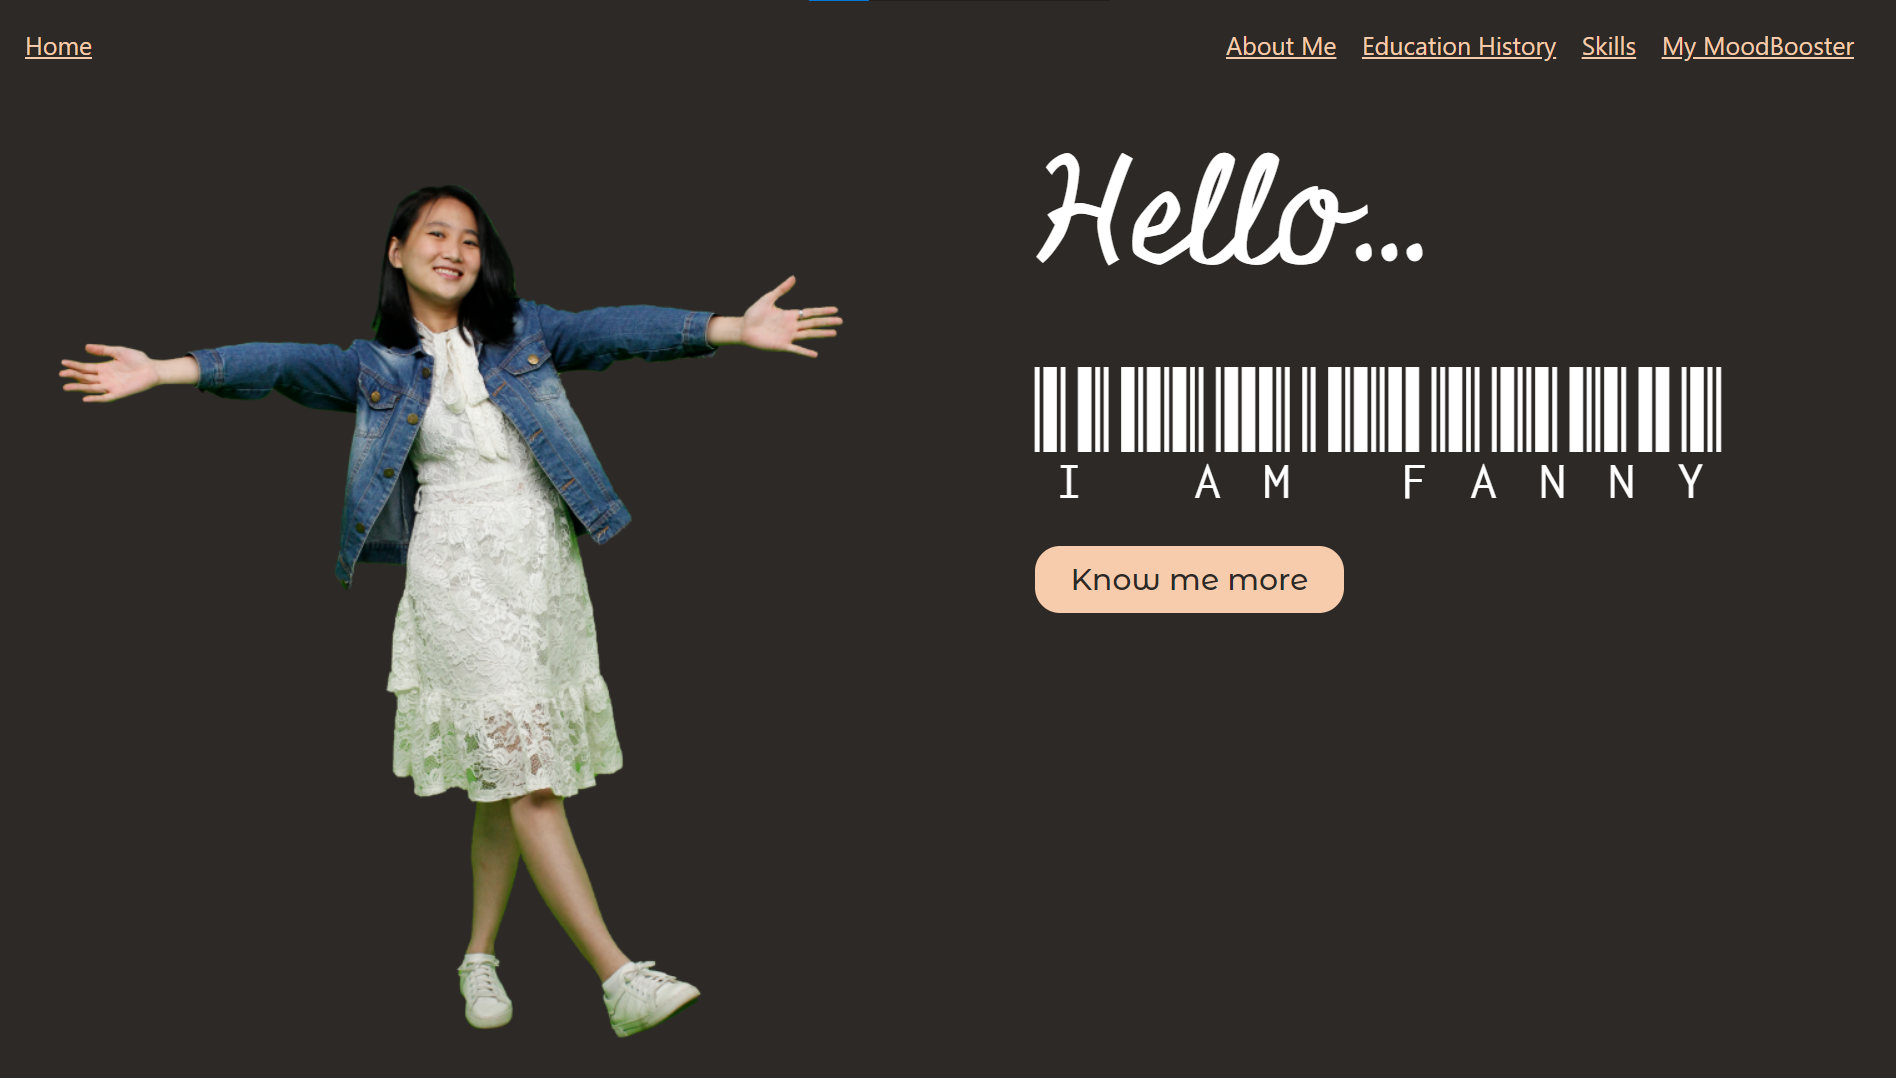 Home
About Me
Education History
Skills
My MoodBooster
Hello...
I AM FANNY
Know me more